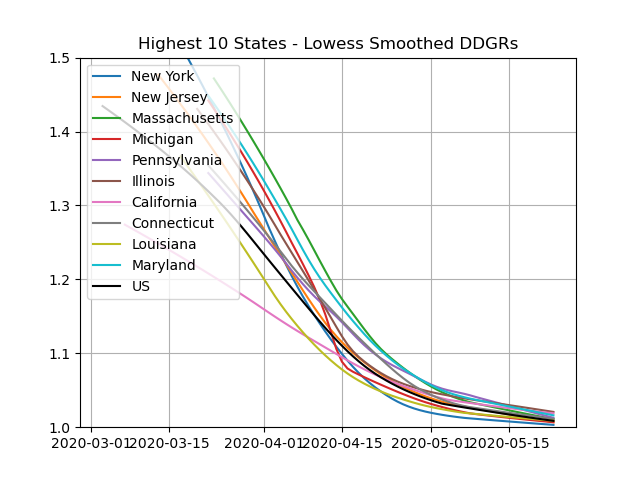 Highest 10 States - Lowess Smoothed DDGRs
1.5
1.4
1.3
1.2
1.1
1.0
New York
New Jersey
Massachusetts
Michigan
Pennsylvania
Illinois
California
Connecticut
Louisiana
Maryland
US
2020-03-01 2020-03-15 2020-04-01 2020-04-15 2020-05-01 2020-05-15